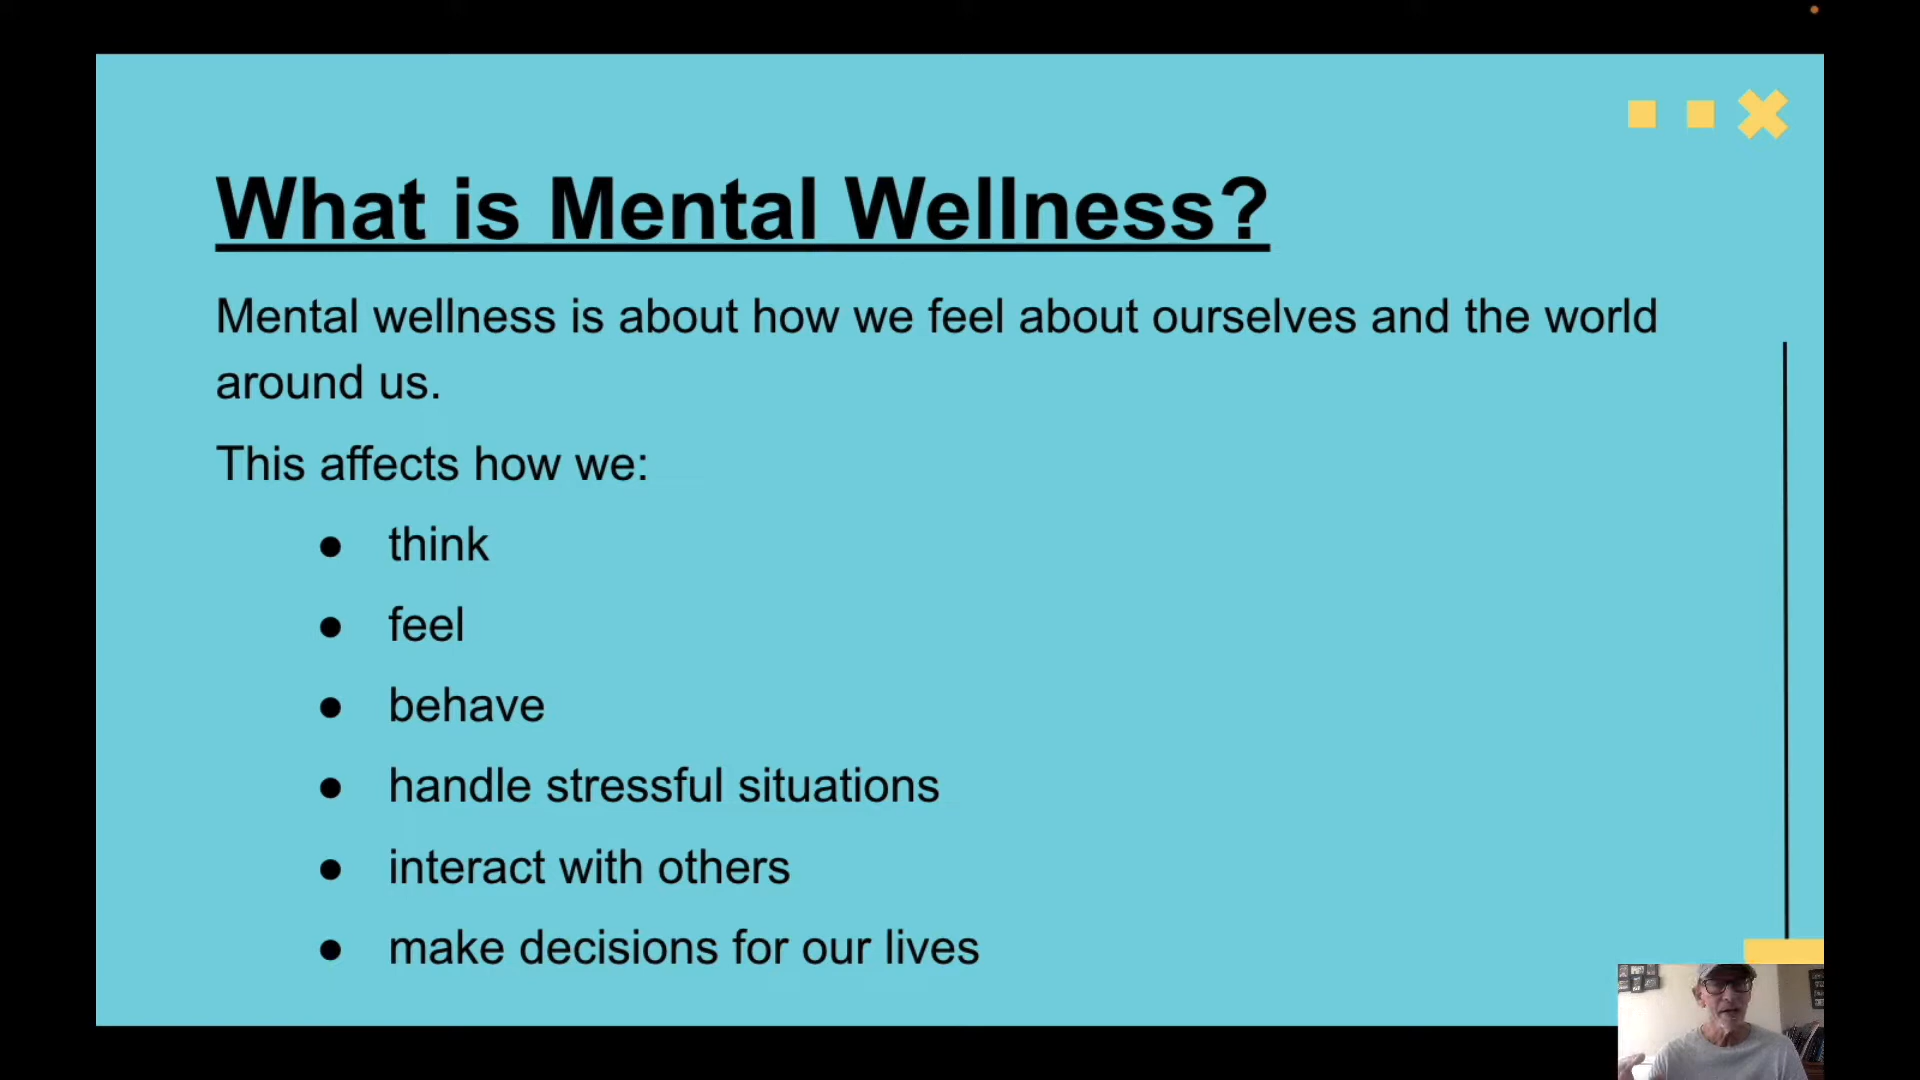 What is Mental Wellness?
Mental wellness is about how we feel about ourselves and the world
around us.
This affects how we:
● think
● feel
● behave
● handle stressful situations
● interact with others
● make decisions for our lives